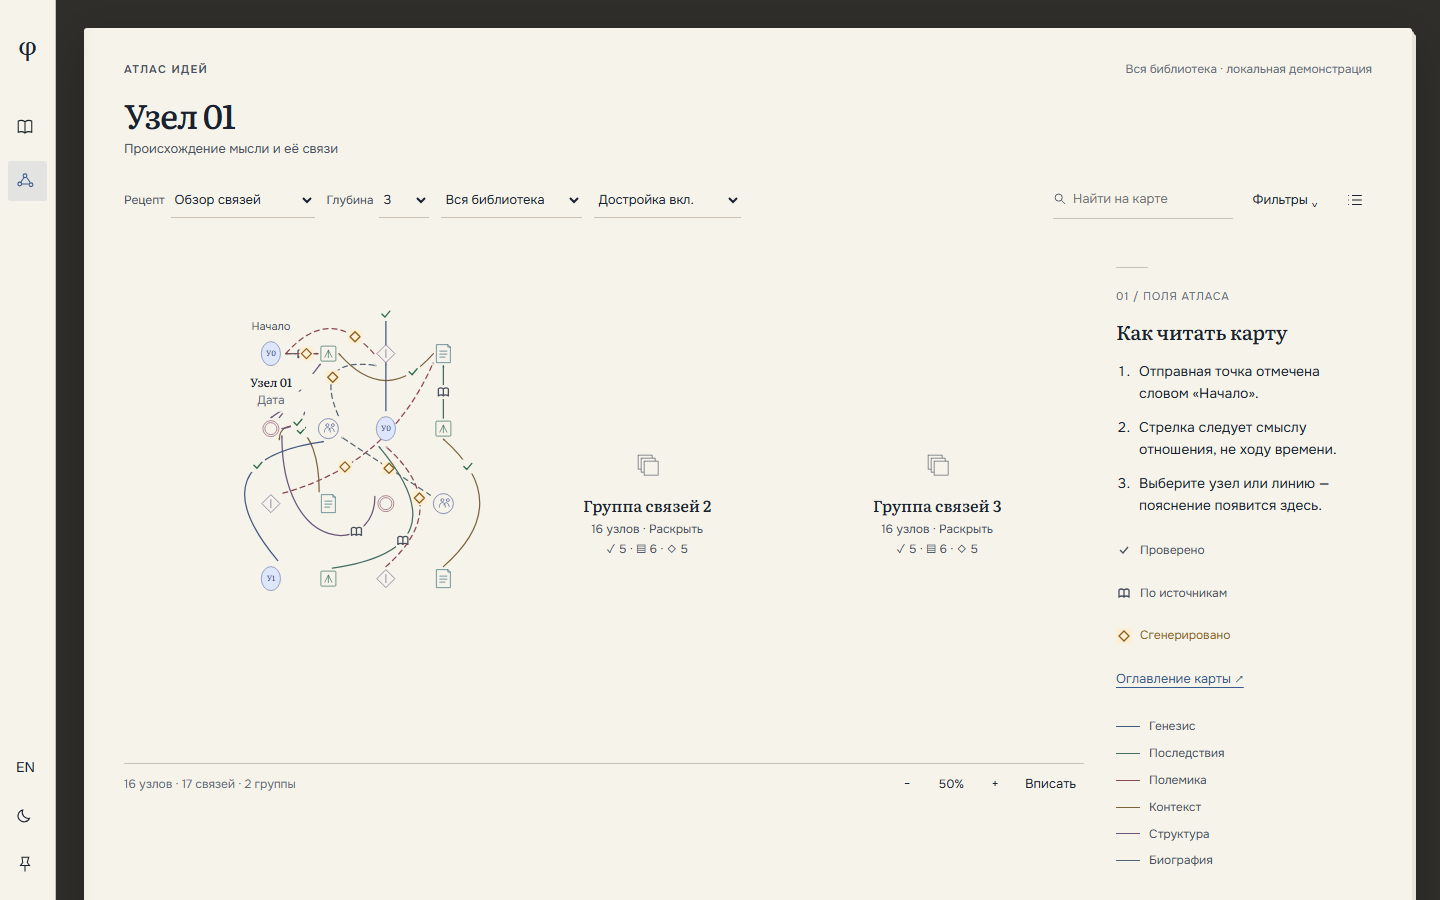 φ
АТЛАС ИДЕЙ
Вся библиотека · локальная демонстрация
Узел 01
Происхождение мысли и её связи
Рецепт Обзор связей Глубина 3 Вся библиотека Достройка вкл.
Найти на карте Фильтры
01 / ПОЛЯ АТЛАСА
Как читать карту
1. Отправная точка отмечена
словом «Начало».
2. Стрелка следует смыслу
отношения, не ходу времени.
3. Выберите узел или линию —
пояснение появится здесь.
Проверено
По источникам
Сгенерировано
Оглавление карты ↗
Генезис
Последствия
Полемика
Контекст
Структура
Биография
Начало
У0
Узел 01
Дата
У0
У1
Группа связей 2
16 узлов · Раскрыть
✓ 5 · ▤ 6 · ◇ 5
Группа связей 3
16 узлов · Раскрыть
✓ 5 · ▤ 6 · ◇ 5
16 узлов · 17 связей · 2 группы
− 50% + Вписать
EN